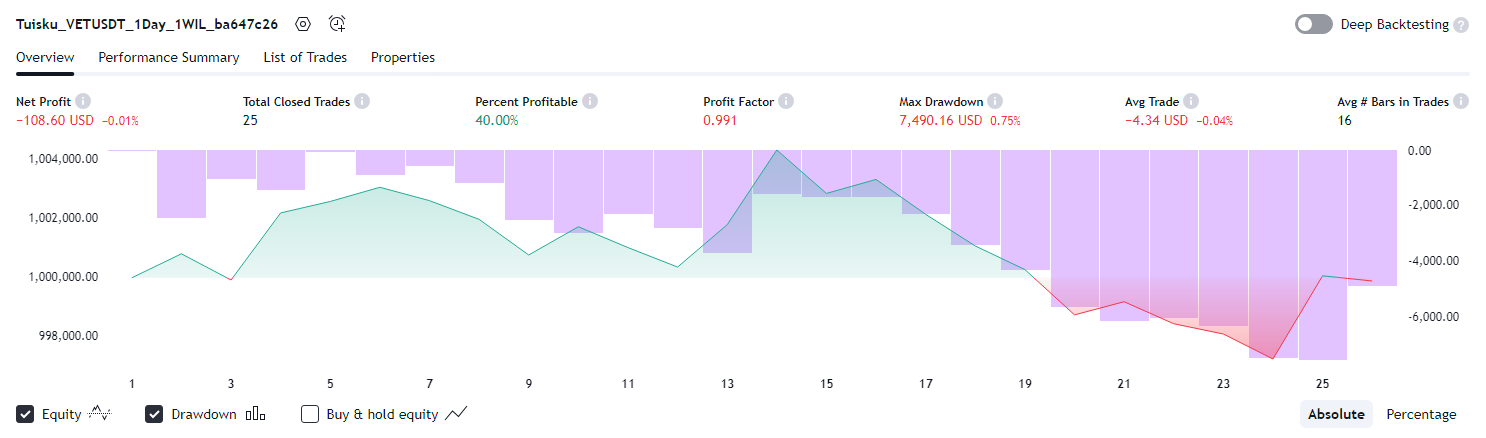 Tuisku_VETUSDT_1Day_1WIL_ba647c26 Deep Backtesting ?
Overview Performance Summary List of Trades Properties
Net Profit Total Closed Trades Percent Profitable Profit Factor Max Drawdown Avg Trade Avg # Bars in Trades
−108.60 USD −0.01% 25 40.00% 0.991 7,490.16 USD 0.75% −4.34 USD −0.04% 16
1,004,000.00 0.00
1,002,000.00 -2,000.00
1,000,000.00 -4,000.00
998,000.00 -6,000.00
1 3 5 7 9 11 13 15 17 19 21 23 25
Equity Drawdown Buy & hold equity Absolute Percentage